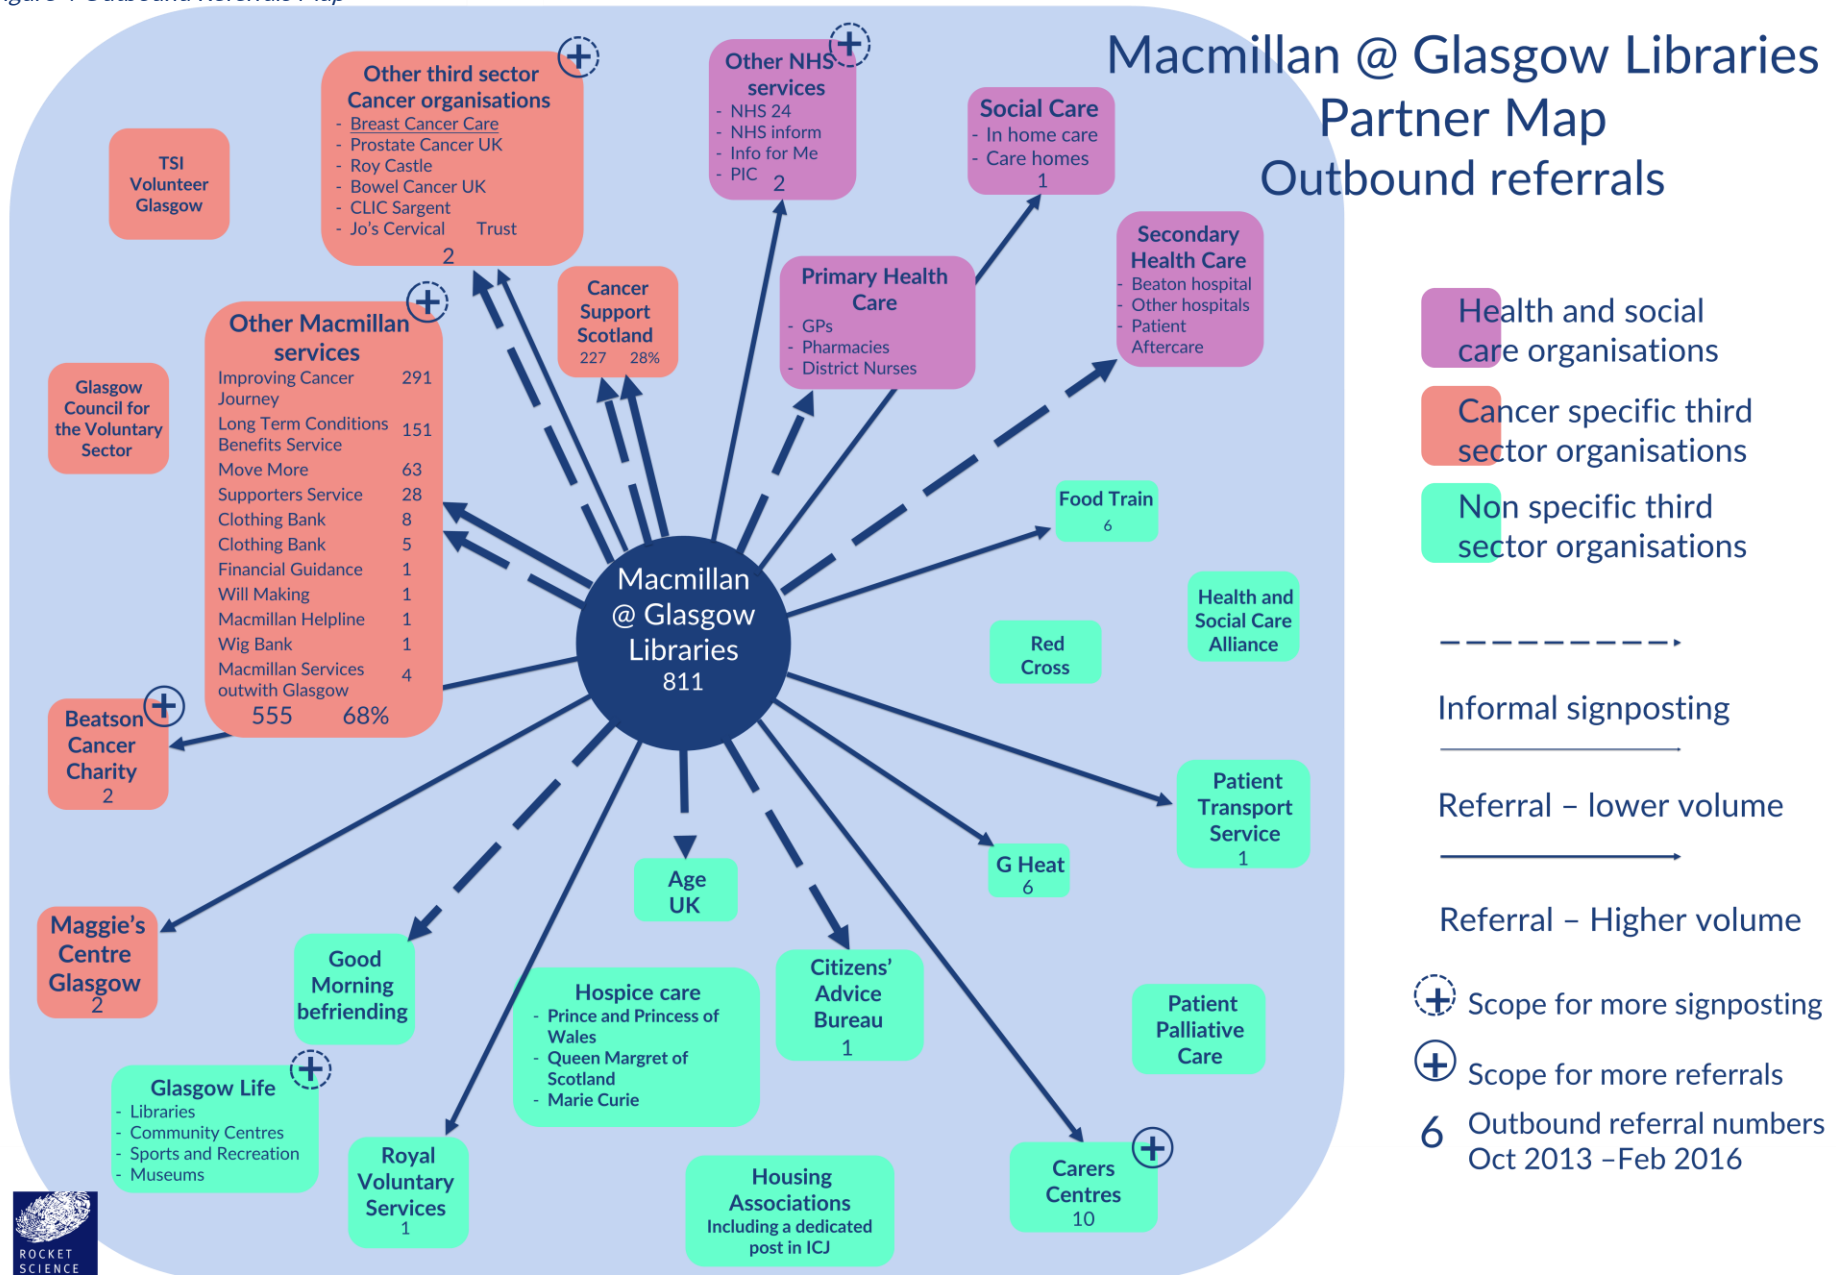 Figure 4 Outbound Referrals Map
Macmillan @ Glasgow Libraries
Partner Map
Outbound referrals
Other third sector
Cancer organisations
- Breast Cancer Care
- Prostate Cancer UK
- Roy Castle
- Bowel Cancer UK
- CLIC Sargent
- Jo's Cervical Trust
2
Other NHS
services
- NHS 24
- NHS inform
- Info for Me
- PIC
2
Social Care
- In home care
- Care homes
1
TSI
Volunteer
Glasgow
Secondary
Health Care
- Beaton hospital
- Other hospitals
- Patient
Aftercare
Primary Health
Care
- GPs
- Pharmacies
- District Nurses
Cancer
Support
Scotland
227 28%
Other Macmillan
services
Improving Cancer
Journey 291
Long Term Conditions
Benefits Service 151
Move More 63
Supporters Service 28
Clothing Bank 8
Clothing Bank 5
Financial Guidance 1
Will Making 1
Macmillan Helpline 1
Wig Bank 1
Macmillan Services
outwith Glasgow 4
555 68%
Glasgow
Council for
the Voluntary
Sector
Macmillan
@ Glasgow
Libraries
811
Food Train
6
Health and
Social Care
Alliance
Red
Cross
Beatson
Cancer
Charity
2
Patient
Transport
Service
1
G Heat
6
Age
UK
Maggie's
Centre
Glasgow
2
Good
Morning
befriending
Hospice care
- Prince and Princess of
Wales
- Queen Margret of
Scotland
- Marie Curie
Citizens'
Advice
Bureau
1
Patient
Palliative
Care
Glasgow Life
- Libraries
- Community Centres
- Sports and Recreation
- Museums
Royal
Voluntary
Services
1
Housing
Associations
Including a dedicated
post in ICJ
Carers
Centres
10
Health and social
care organisations
Cancer specific third
sector organisations
Non specific third
sector organisations
Informal signposting
Referral – lower volume
Referral – Higher volume
Scope for more signposting
Scope for more referrals
6 Outbound referral numbers
Oct 2013 –Feb 2016
ROCKET
SCIENCE